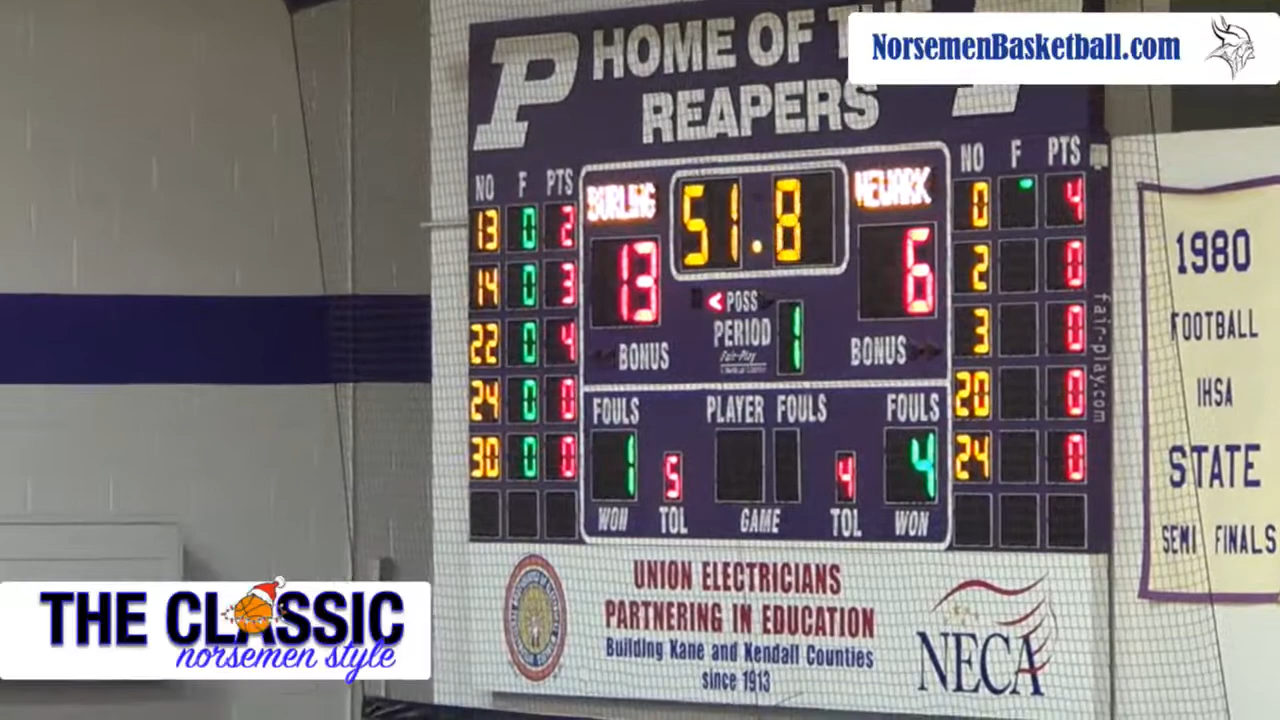 NorsemenBasketball.com
P HOME OF
REAPERS
NO F PTS
13 0 2
14 0 3
22 0 4
24 0 0
30 0 0
BURLING 51.8 NEWARK
13 6
< POSS
PERIOD 1
Fair-Play
BONUS BONUS
FOULS PLAYER FOULS FOULS
1 5 4 4
WON TOL GAME TOL WON
NO F PTS
0 4
2 0
3 0
20 0
24 0
fair-play.com
1980
FOOTBALL
IHSA
STATE
SEMI FINALS
UNION ELECTRICIANS
PARTNERING IN EDUCATION
Building Kane and Kendall Counties
since 1913
NECA
THE CLASSIC
norsemen style